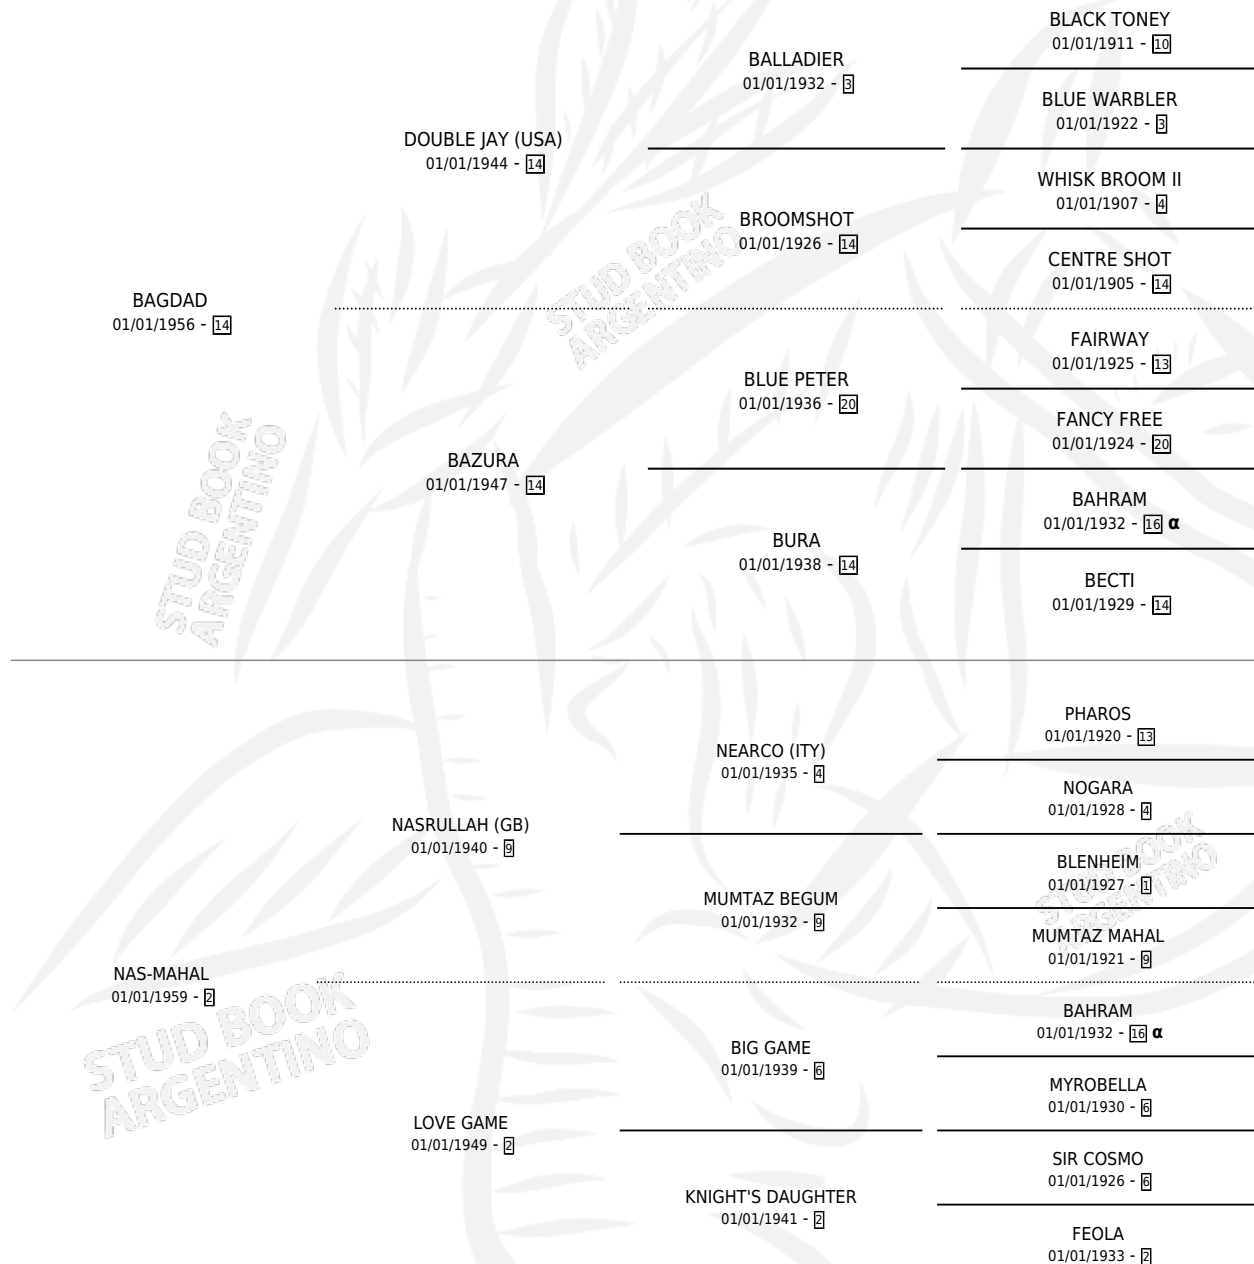 BLACK TONEY
01/01/1911 - 10
BALLADIER
01/01/1932 - 3
BLUE WARBLER
01/01/1922 - 3
DOUBLE JAY (USA)
01/01/1944 - 14
WHISK BROOM II
01/01/1907 - 4
BROOMSHOT
01/01/1926 - 14
CENTRE SHOT
01/01/1905 - 14
BAGDAD
01/01/1956 - 14
FAIRWAY
01/01/1925 - 13
BLUE PETER
01/01/1936 - 20
FANCY FREE
01/01/1924 - 20
BAZURA
01/01/1947 - 14
BAHRAM
01/01/1932 - 16 α
BURA
01/01/1938 - 14
BECTI
01/01/1929 - 14
PHAROS
01/01/1920 - 13
NEARCO (ITY)
01/01/1935 - 4
NOGARA
01/01/1928 - 4
NASRULLAH (GB)
01/01/1940 - 9
BLENHEIM
01/01/1927 - 1
MUMTAZ BEGUM
01/01/1932 - 9
MUMTAZ MAHAL
01/01/1921 - 9
NAS-MAHAL
01/01/1959 - 2
BAHRAM
01/01/1932 - 16 α
BIG GAME
01/01/1939 - 6
MYROBELLA
01/01/1930 - 6
LOVE GAME
01/01/1949 - 2
SIR COSMO
01/01/1926 - 6
KNIGHT'S DAUGHTER
01/01/1941 - 2
FEOLA
01/01/1933 - 2
STUD BOOK
ARGENTINO
STUD BOOK
ARGENTINO
STUD BOOK
ARGENTINO
STUD BOOK
ARGENTINO